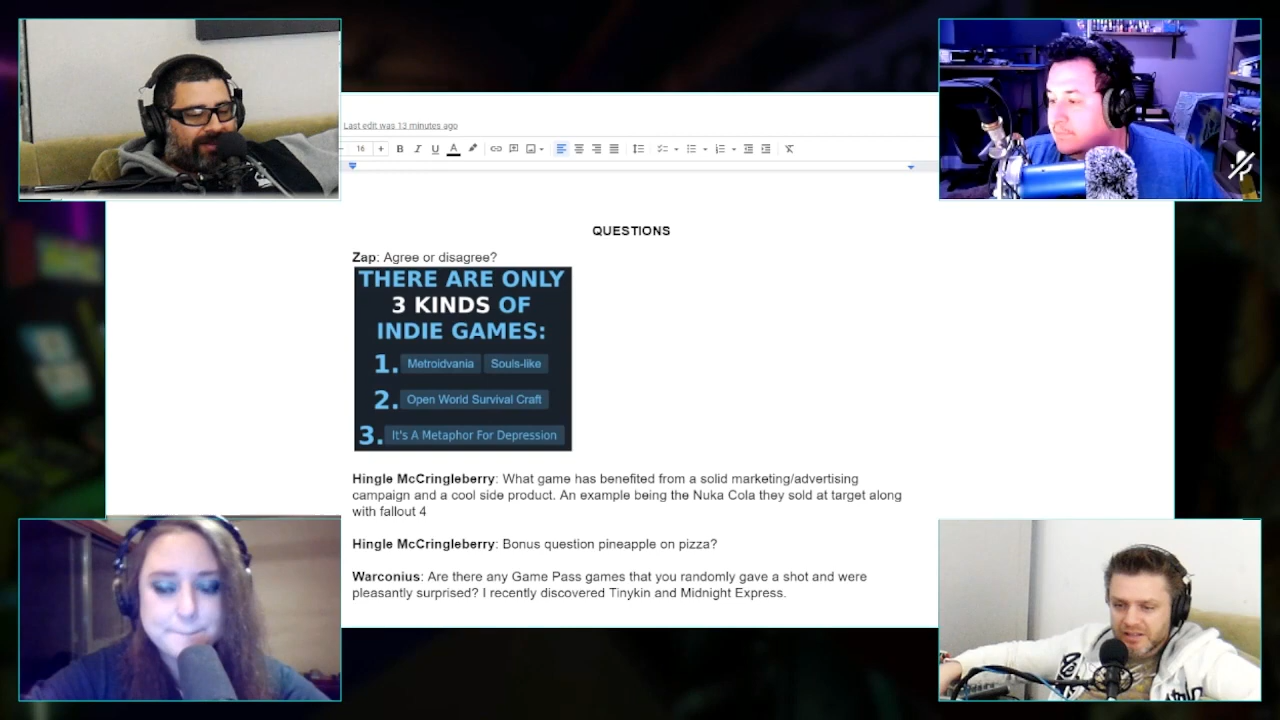 Last edit was 13 minutes ago
16
QUESTIONS
Zap: Agree or disagree?
THERE ARE ONLY
3 KINDS OF
INDIE GAMES:
1. Metroidvania Souls-like
2. Open World Survival Craft
3. It's A Metaphor For Depression
Hingle McCringleberry: What game has benefited from a solid marketing/advertising
campaign and a cool side product. An example being the Nuka Cola they sold at target along
with fallout 4
Hingle McCringleberry: Bonus question pineapple on pizza?
Warconius: Are there any Game Pass games that you randomly gave a shot and were
pleasantly surprised? I recently discovered Tinykin and Midnight Express.